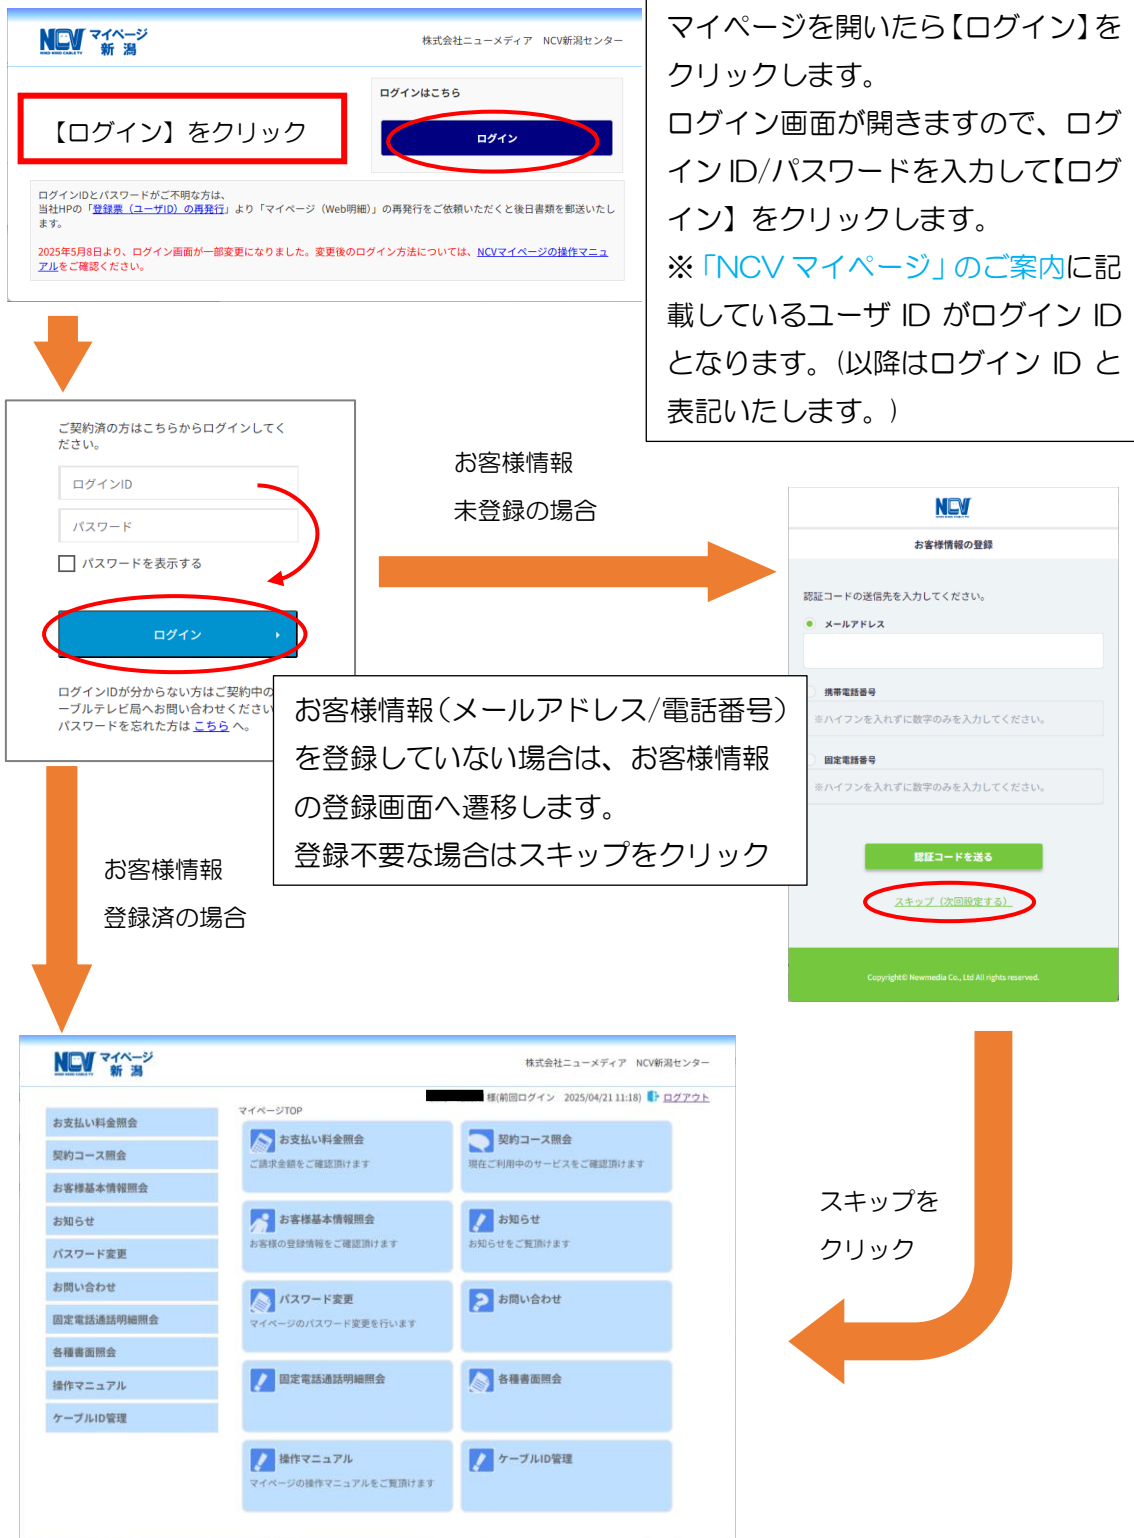 NCV マイページ
新 潟
株式会社ニューメディア NCV新潟センター
ログインはこちら
【ログイン】をクリック
ログイン
ログインIDとパスワードがご不明な方は、
当社HPの「登録票（ユーザID）の再発行」より「マイページ（Web明細）」の再発行をご依頼いただくと後日書類を郵送いたし
ます。
2025年5月8日より、ログイン画面が一部変更になりました。変更後のログイン方法については、NCVマイページの操作マニュ
アルをご確認ください。
マイページを開いたら【ログイン】を
クリックします。
ログイン画面が開きますので、ログ
インID/パスワードを入力して【ログ
イン】をクリックします。
※「NCVマイページ」のご案内に記
載しているユーザ ID がログイン ID
となります。(以降はログイン ID と
表記いたします。)
ご契約済の方はこちらからログインしてく
ださい。
ログインID
パスワード
パスワードを表示する
ログイン
ログインIDが分からない方はご契約中の
ーブルテレビ局へお問い合わせください
パスワードを忘れた方は こちら へ。
お客様情報
未登録の場合
NCV
お客様情報の登録
認証コードの送信先を入力してください。
メールアドレス
携帯電話番号
※ハイフンを入れずに数字のみを入力してください。
固定電話番号
※ハイフンを入れずに数字のみを入力してください。
認証コードを送る
スキップ（次回設定する）
Copyright© Newmedia Co., Ltd All rights reserved.
お客様情報(メールアドレス/電話番号)
を登録していない場合は、お客様情報
の登録画面へ遷移します。
登録不要な場合はスキップをクリック
お客様情報
登録済の場合
NCV マイページ
新 潟
株式会社ニューメディア NCV新潟センター
様(前回ログイン 2025/04/21 11:18) ログアウト
お支払い料金照会
契約コース照会
お客様基本情報照会
お知らせ
パスワード変更
お問い合わせ
固定電話通話明細照会
各種書面照会
操作マニュアル
ケーブルID管理
マイページTOP
お支払い料金照会
ご請求金額をご確認頂けます
契約コース照会
現在ご利用中のサービスをご確認頂けます
お客様基本情報照会
お客様の登録情報をご確認頂けます
お知らせ
お知らせをご覧頂けます
パスワード変更
マイページのパスワード変更を行います
お問い合わせ
固定電話通話明細照会
各種書面照会
操作マニュアル
マイページの操作マニュアルをご覧頂けます
ケーブルID管理
スキップを
クリック